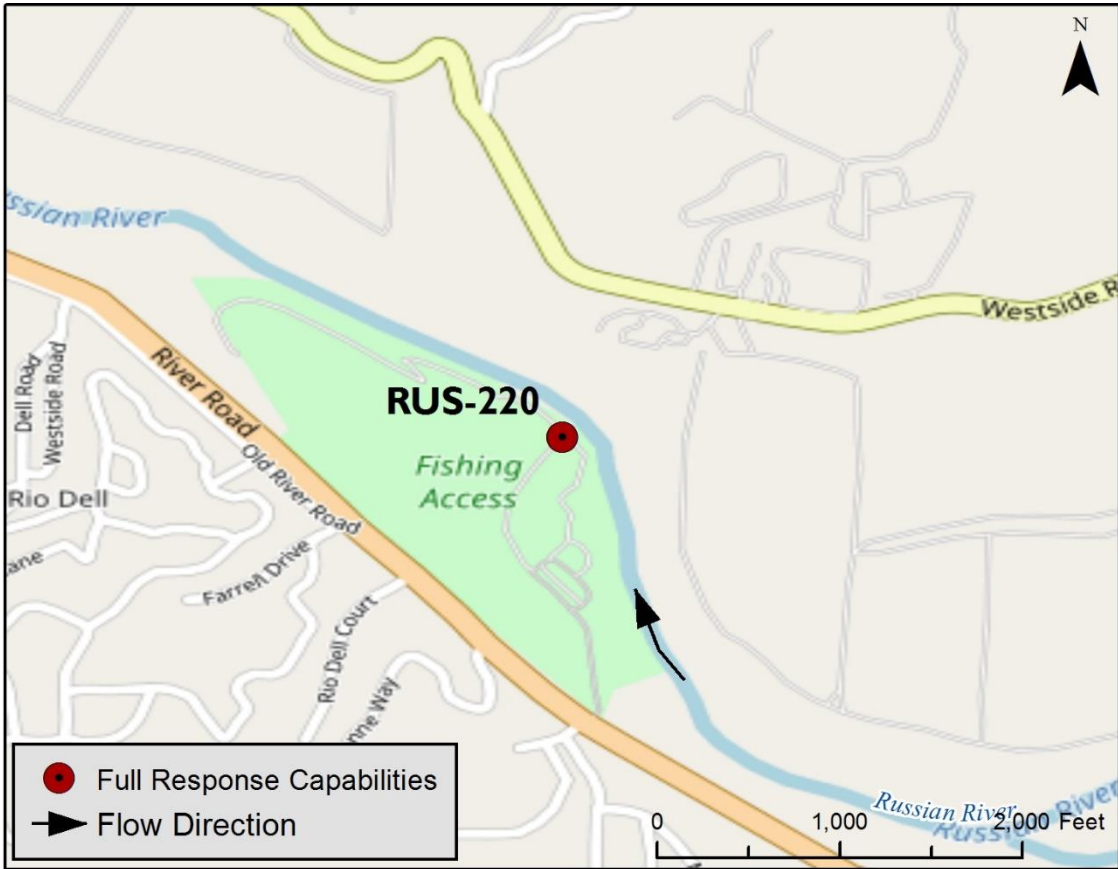 N
ssian River
Westside R
River Road
Dell Road
Westside Road
RUS-220
Old River Road
Fishing
Access
Rio Dell
ane
Farrell Drive
Rio Dell Court
nne Way
Full Response Capabilities
Flow Direction
Russian River
Russian River
0 1,000 2,000 Feet